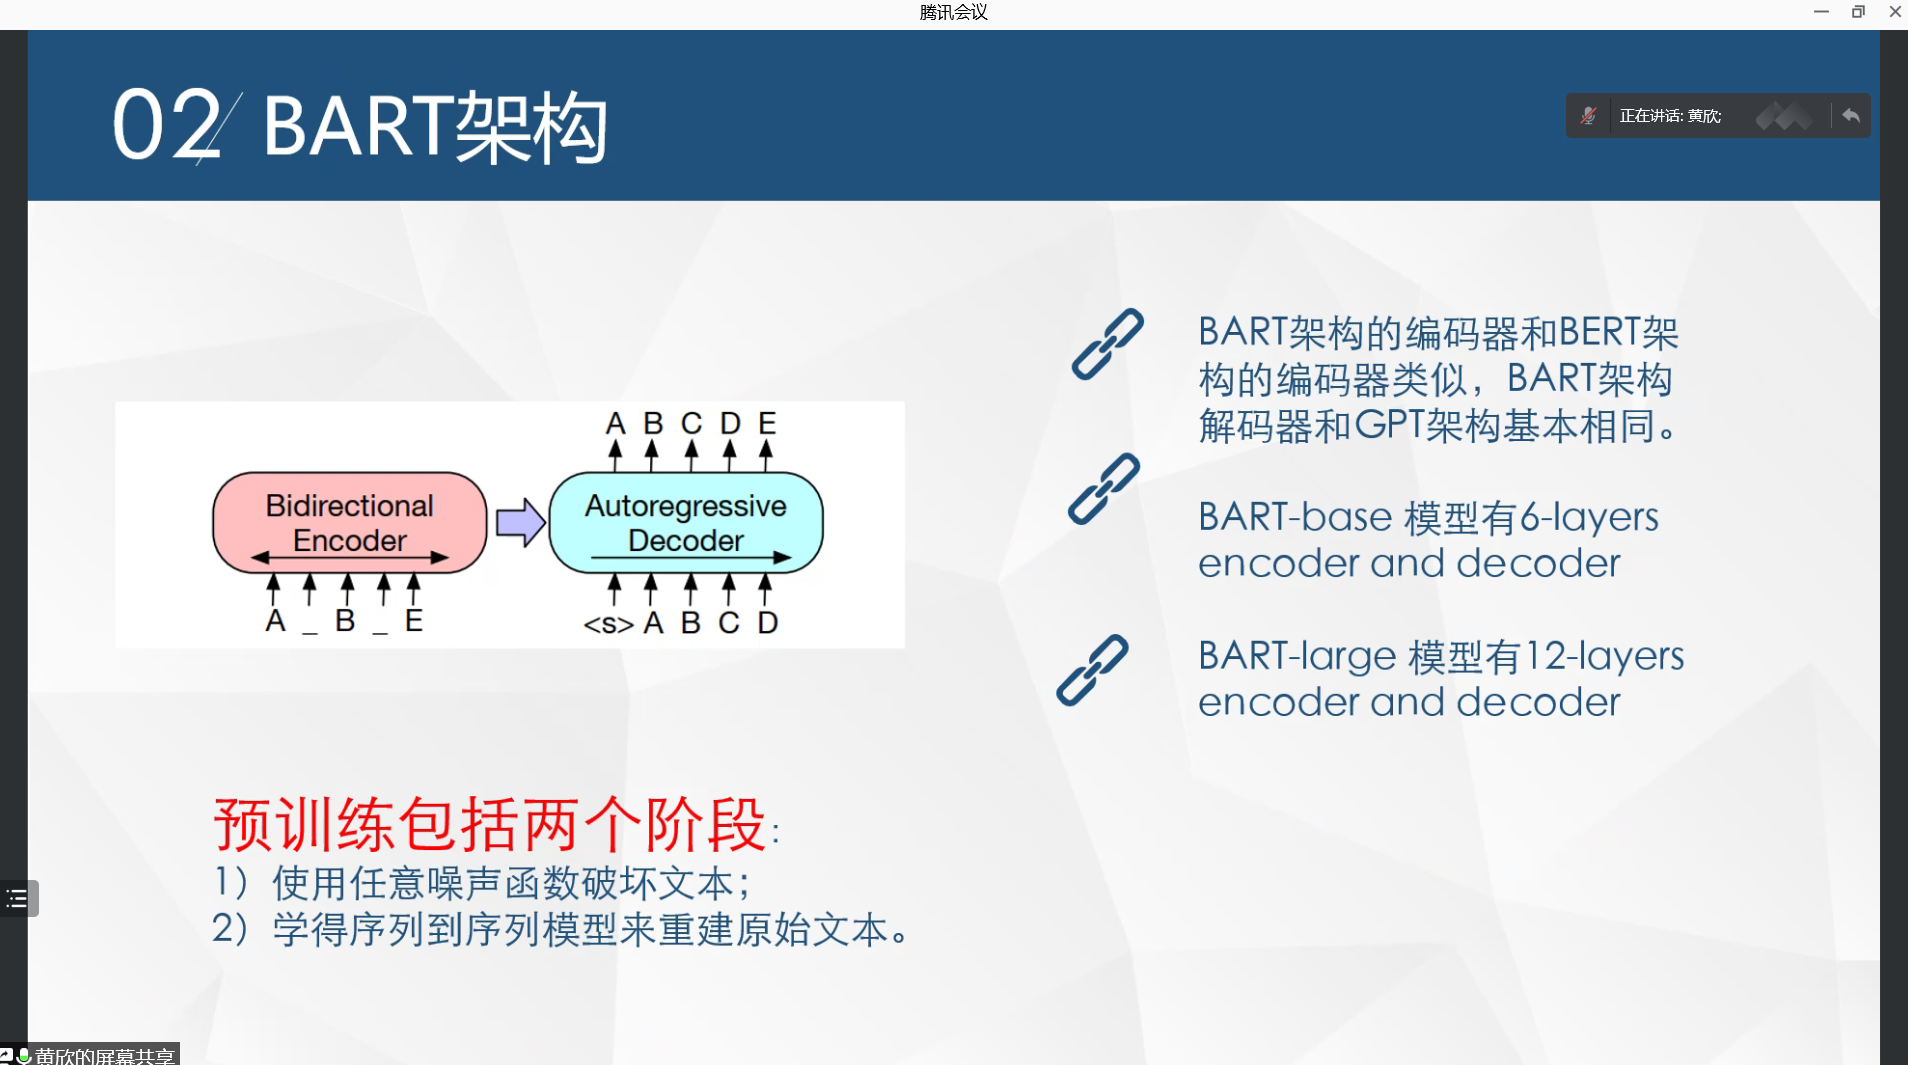 腾讯会议
02 BART架构
正在讲话: 黄欣;
BART架构的编码器和BERT架
构的编码器类似，BART架构
解码器和GPT架构基本相同。
BART-base 模型有6-layers
encoder and decoder
BART-large 模型有12-layers
encoder and decoder
A B C D E
Bidirectional
Encoder
Autoregressive
Decoder
A _ B _ E
<s> A B C D
预训练包括两个阶段:
1）使用任意噪声函数破坏文本；
2）学得序列到序列模型来重建原始文本。
黄欣的屏幕共享